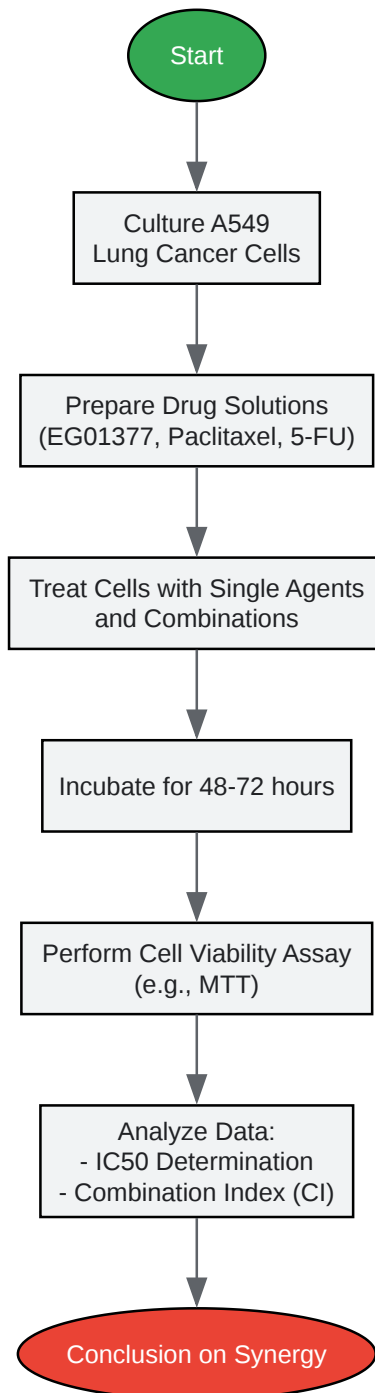 Start
Culture A549
Lung Cancer Cells
Prepare Drug Solutions
(EG01377, Paclitaxel, 5-FU)
Treat Cells with Single Agents
and Combinations
Incubate for 48-72 hours
Perform Cell Viability Assay
(e.g., MTT)
Analyze Data:
- IC50 Determination
- Combination Index (CI)
Conclusion on Synergy